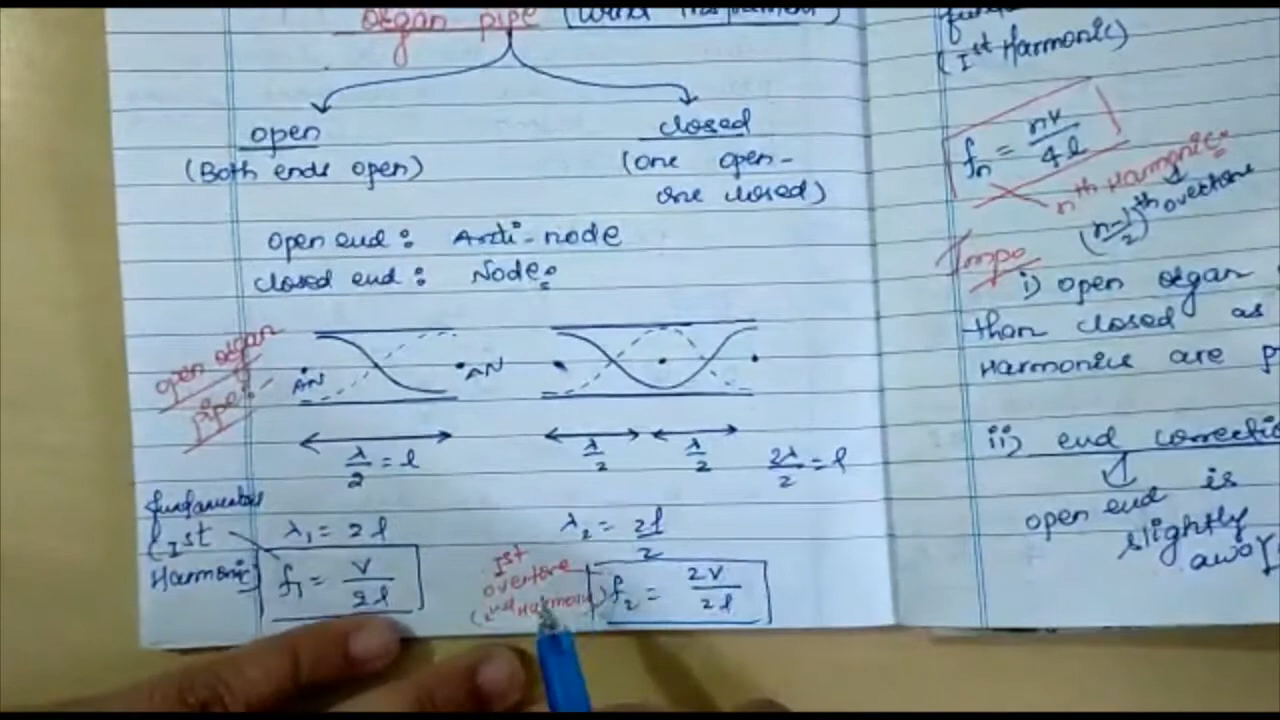 organ pipe
open
closed
(Both ends open)
(one open-
one closed)
open end : Anti-node
closed end : Node:
open organ
pipe:
AN
AN
λ/2 = l
λ/2
λ/2
2λ/2 = l
fundamental
(Ist
Harmonic)
λ₁ = 2l
f₁ = V/2l
λ₂ = 2l/2
Ist
overtone
(2nd Harmonic)
f₂ = 2V/2l
(Ist Harmonic)
fn = nv/4l
nth Harmonic:
(n-1/2)th overtone
Impo
i) open organ
than closed as
Harmonics are
ii) end correcti
open end is
slightly
away